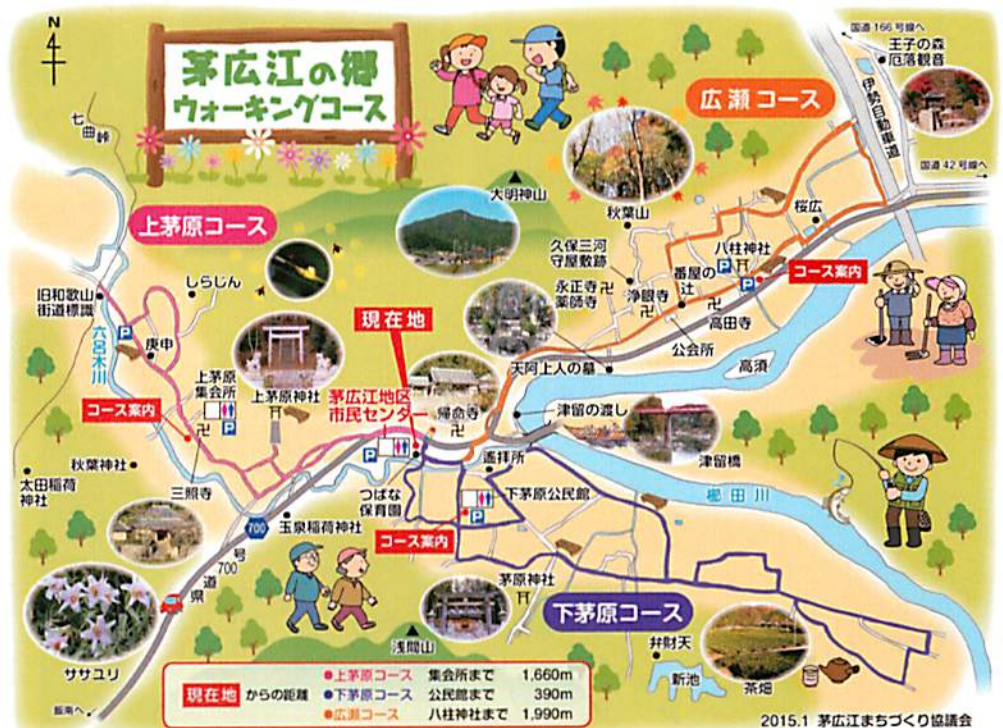 N
茅広江の郷
ウォーキングコース
国道166号線へ
王子の森
厄落観音
伊勢自動車道
国道42号線へ
広瀬コース
七曲峠
大明神山
秋葉山
桜広
上茅原コース
久保三河
守屋敷跡
八柱神社
P
コース案内
永正寺
薬師寺
浄眼寺
番屋の
辻
P
高田寺
公会所
しらじん
旧和歌山
街道標識
P
六呂木川
庚申
現在地
天阿上人の墓
高須
上茅原
集会所
P
上茅原神社
茅広江地区
市民センター
帰命寺
津留の渡し
コース案内
P
遙拝所
津留橋
秋葉神社
太田稲荷
神社
三照寺
つばな
保育園
下茅原公民館
P
櫛田川
玉泉稲荷神社
コース案内
700
県道700号
茅原神社
下茅原コース
浅間山
弁財天
新池
茶畑
ササユリ
飯南へ
現在地 からの距離
●上茅原コース 集会所まで 1,660m
●下茅原コース 公民館まで 390m
●広瀬コース 八柱神社まで 1,990m
2015.1 茅広江まちづくり協議会